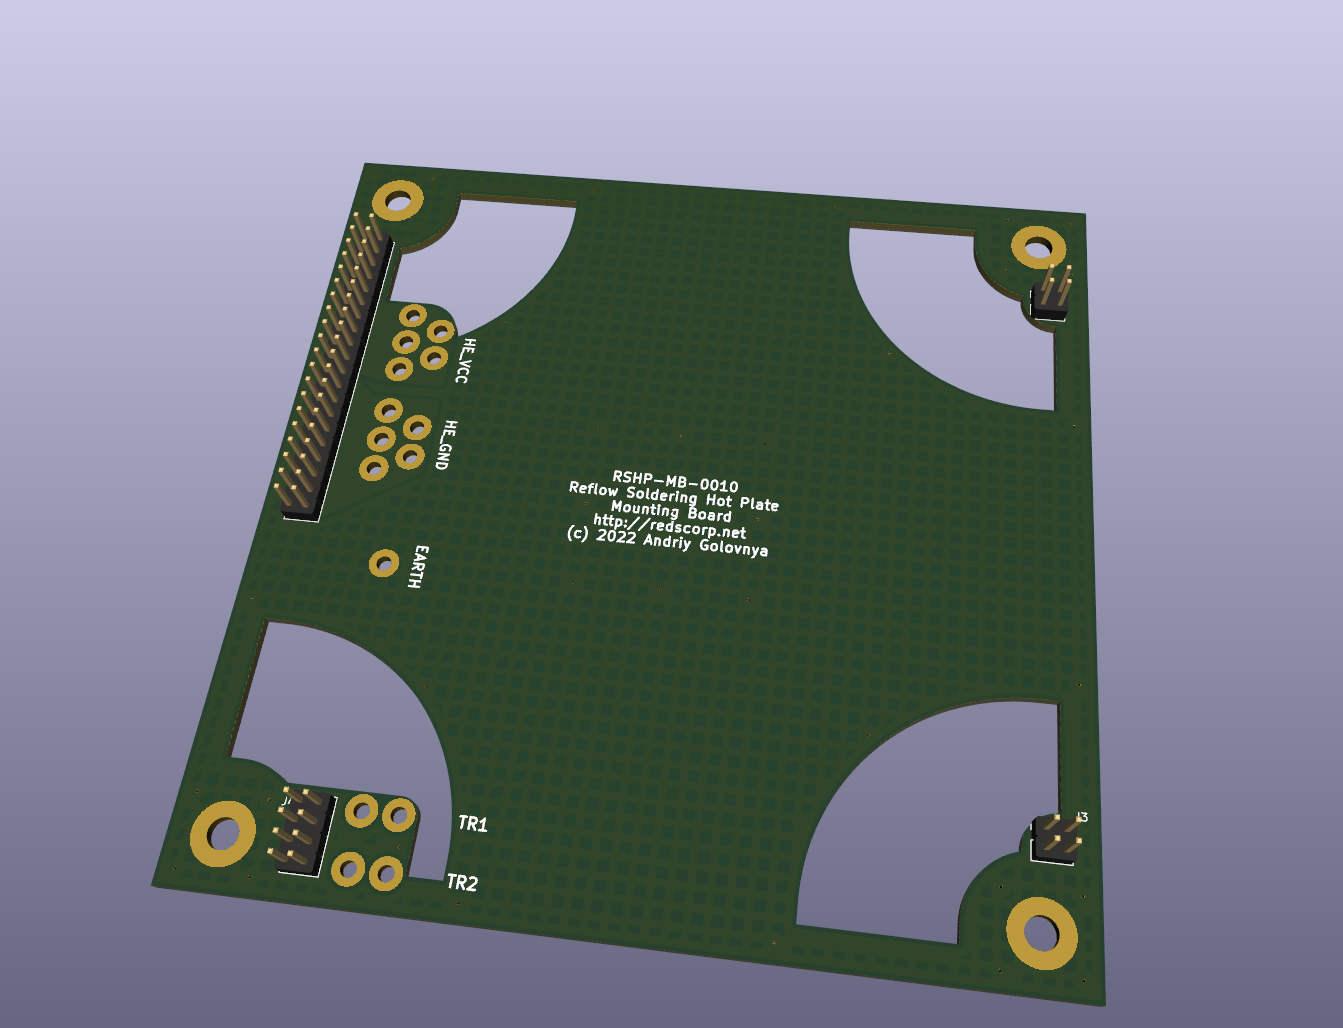 HE_VCC
HE_GND
RSHP-MB-0010
Reflow Soldering Hot Plate
Mounting Board
http://redscorp.net
(c) 2022 Andriy Golovnya
EARTH
TR1
J3
TR2